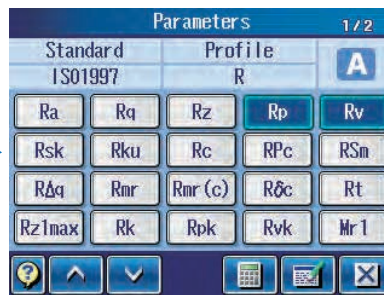 Parameters 1/2
Standard Profile
ISO1997 R A
Ra Rq Rz Rp Rv
Rsk Rku Rc RPc RSm
RΔq Rmr Rmr(c) Rδc Rt
Rz1max Rk Rpk Rvk Mr1
?